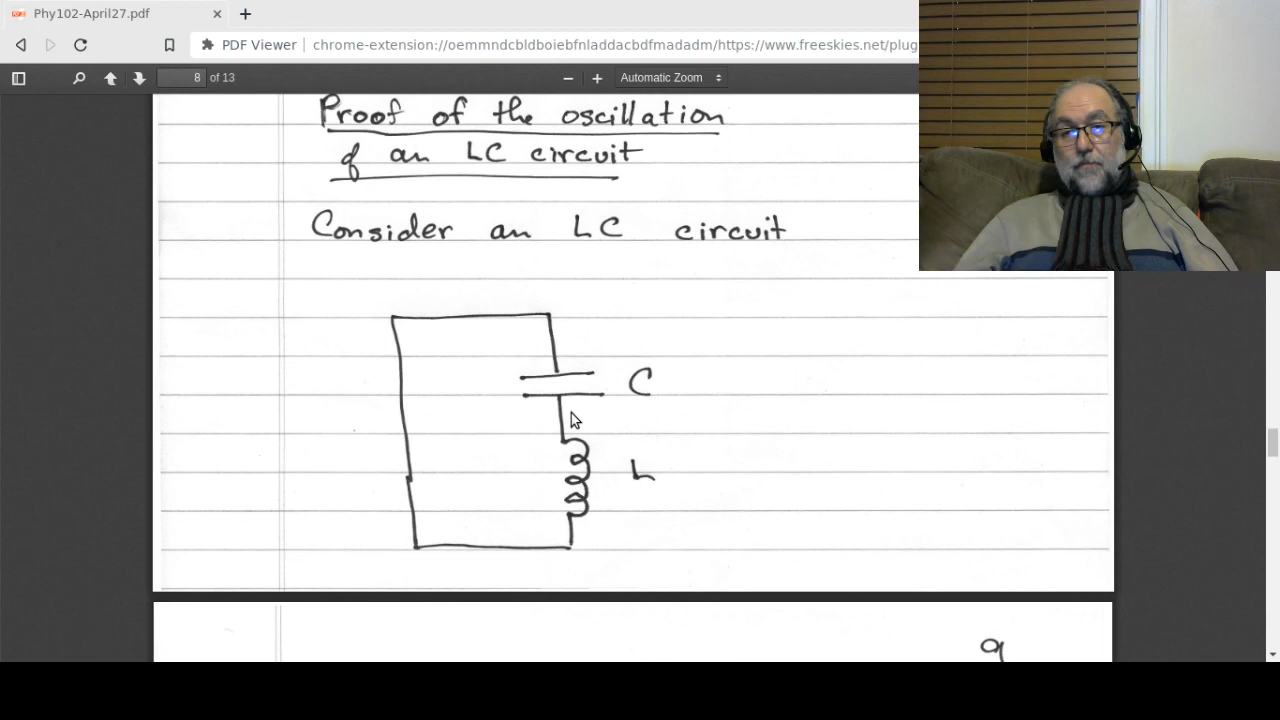 Phy102-April27.pdf
PDF Viewer chrome-extension://oemmndcbldboiebfnladdacbdfmadadm/https://www.freeskies.net/plug
8 of 13 Automatic Zoom
Proof of the oscillation
of an LC circuit
Consider an LC circuit
C
L
9